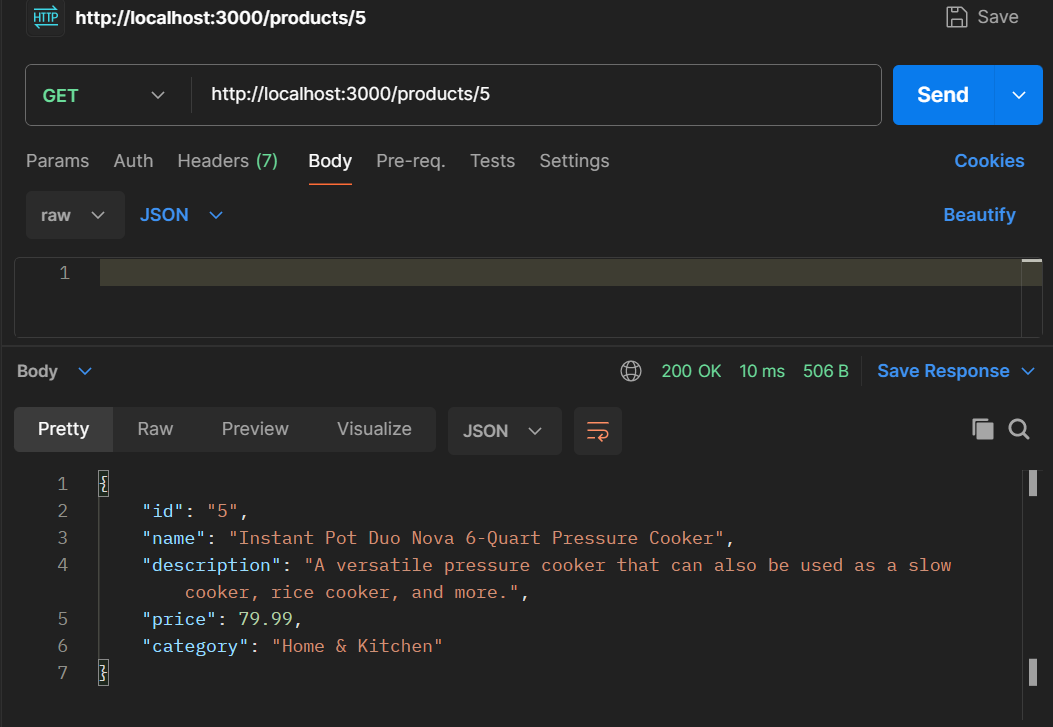 HTTP http://localhost:3000/products/5 Save
GET http://localhost:3000/products/5 Send
Params Auth Headers (7) Body Pre-req. Tests Settings Cookies
raw JSON Beautify
1
Body 200 OK 10 ms 506 B Save Response
Pretty Raw Preview Visualize JSON
1 {
2 "id": "5",
3 "name": "Instant Pot Duo Nova 6-Quart Pressure Cooker",
4 "description": "A versatile pressure cooker that can also be used as a slow
cooker, rice cooker, and more.",
5 "price": 79.99,
6 "category": "Home & Kitchen"
7 }